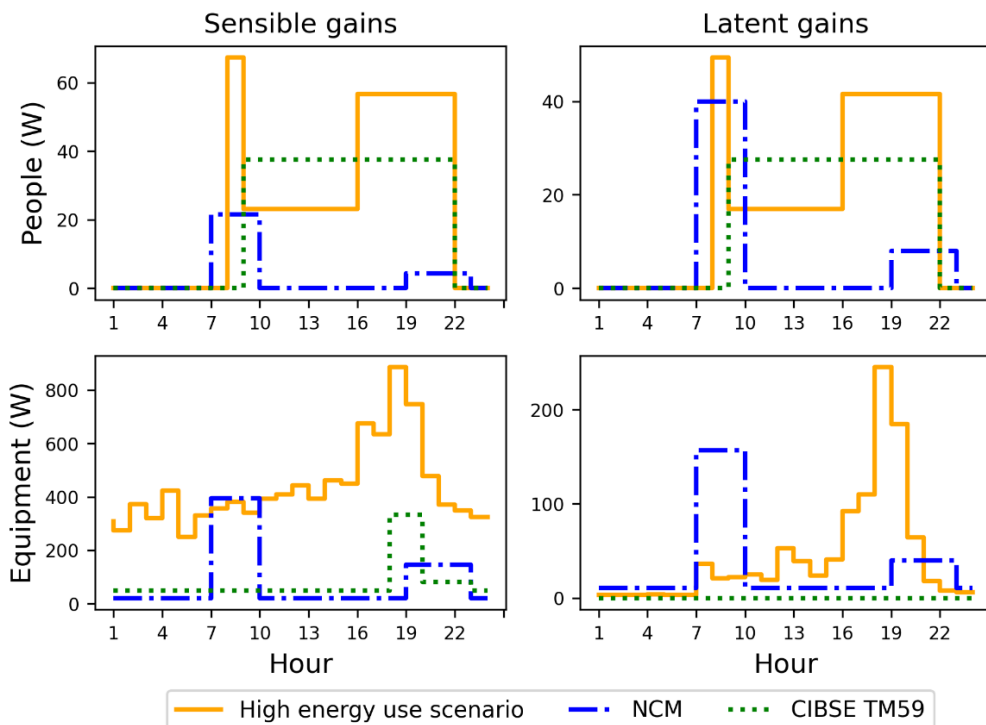 Sensible gains
Latent gains
People (W)
60
40
20
0
1 4 7 10 13 16 19 22
40
20
0
1 4 7 10 13 16 19 22
Equipment (W)
800
600
400
200
0
1 4 7 10 13 16 19 22
Hour
200
100
0
1 4 7 10 13 16 19 22
Hour
High energy use scenario NCM CIBSE TM59